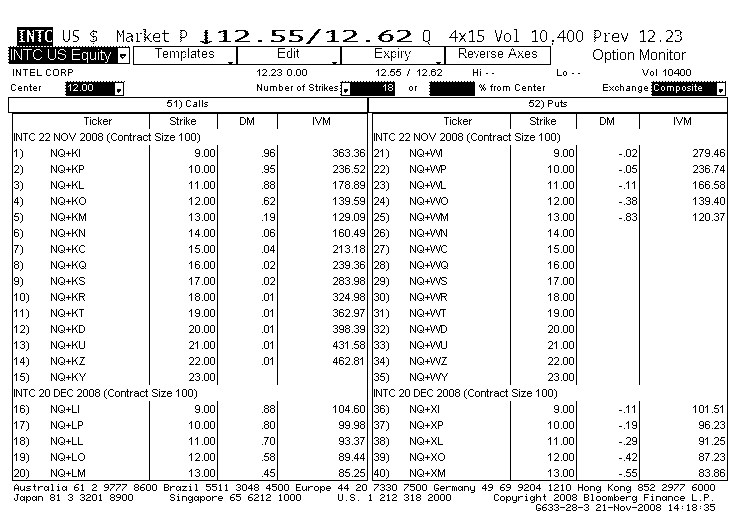 INTC US $ Market P ↓12.55/12.62 Q 4x15 Vol 10,400 Prev 12.23
INTC US Equity Templates Edit Expiry Reverse Axes Option Monitor
INTEL CORP 12.23 0.00 12.55 / 12.62 Hi -- Lo -- Vol 10400
Center 12.00 Number of Strikes: 18 or % from Center Exchange Composite
51) Calls 52) Puts
Ticker Strike DM IVM Ticker Strike DM IVM
INTC 22 NOV 2008 (Contract Size 100) INTC 22 NOV 2008 (Contract Size 100)
1) NQ+KI 9.00 .96 363.36 21) NQ+WI 9.00 -.02 279.46
2) NQ+KP 10.00 .95 236.52 22) NQ+WP 10.00 -.05 236.74
3) NQ+KL 11.00 .88 178.89 23) NQ+WL 11.00 -.11 166.58
4) NQ+KO 12.00 .62 139.59 24) NQ+WO 12.00 -.38 139.40
5) NQ+KM 13.00 .19 129.09 25) NQ+WM 13.00 -.83 120.37
6) NQ+KN 14.00 .06 160.49 26) NQ+WN 14.00
7) NQ+KC 15.00 .04 213.18 27) NQ+WC 15.00
8) NQ+KQ 16.00 .02 239.36 28) NQ+WQ 16.00
9) NQ+KS 17.00 .02 283.98 29) NQ+WS 17.00
10) NQ+KR 18.00 .01 324.98 30) NQ+WR 18.00
11) NQ+KT 19.00 .01 362.97 31) NQ+WT 19.00
12) NQ+KD 20.00 .01 398.39 32) NQ+WD 20.00
13) NQ+KU 21.00 .01 431.58 33) NQ+WU 21.00
14) NQ+KZ 22.00 .01 462.81 34) NQ+WZ 22.00
15) NQ+KY 23.00 35) NQ+WY 23.00
INTC 20 DEC 2008 (Contract Size 100) INTC 20 DEC 2008 (Contract Size 100)
16) NQ+LI 9.00 .88 104.60 36) NQ+XI 9.00 -.11 101.51
17) NQ+LP 10.00 .80 99.98 37) NQ+XP 10.00 -.19 96.23
18) NQ+LL 11.00 .70 93.37 38) NQ+XL 11.00 -.29 91.25
19) NQ+LO 12.00 .58 89.44 39) NQ+XO 12.00 -.42 87.23
20) NQ+LM 13.00 .45 85.25 40) NQ+XM 13.00 -.55 83.86
Australia 61 2 9777 8600 Brazil 5511 3048 4500 Europe 44 20 7330 7500 Germany 49 69 9204 1210 Hong Kong 852 2977 6000
Japan 81 3 3201 8900 Singapore 65 6212 1000 U.S. 1 212 318 2000 Copyright 2008 Bloomberg Finance L.P.
G633-28-3 21-Nov-2008 14:18:35